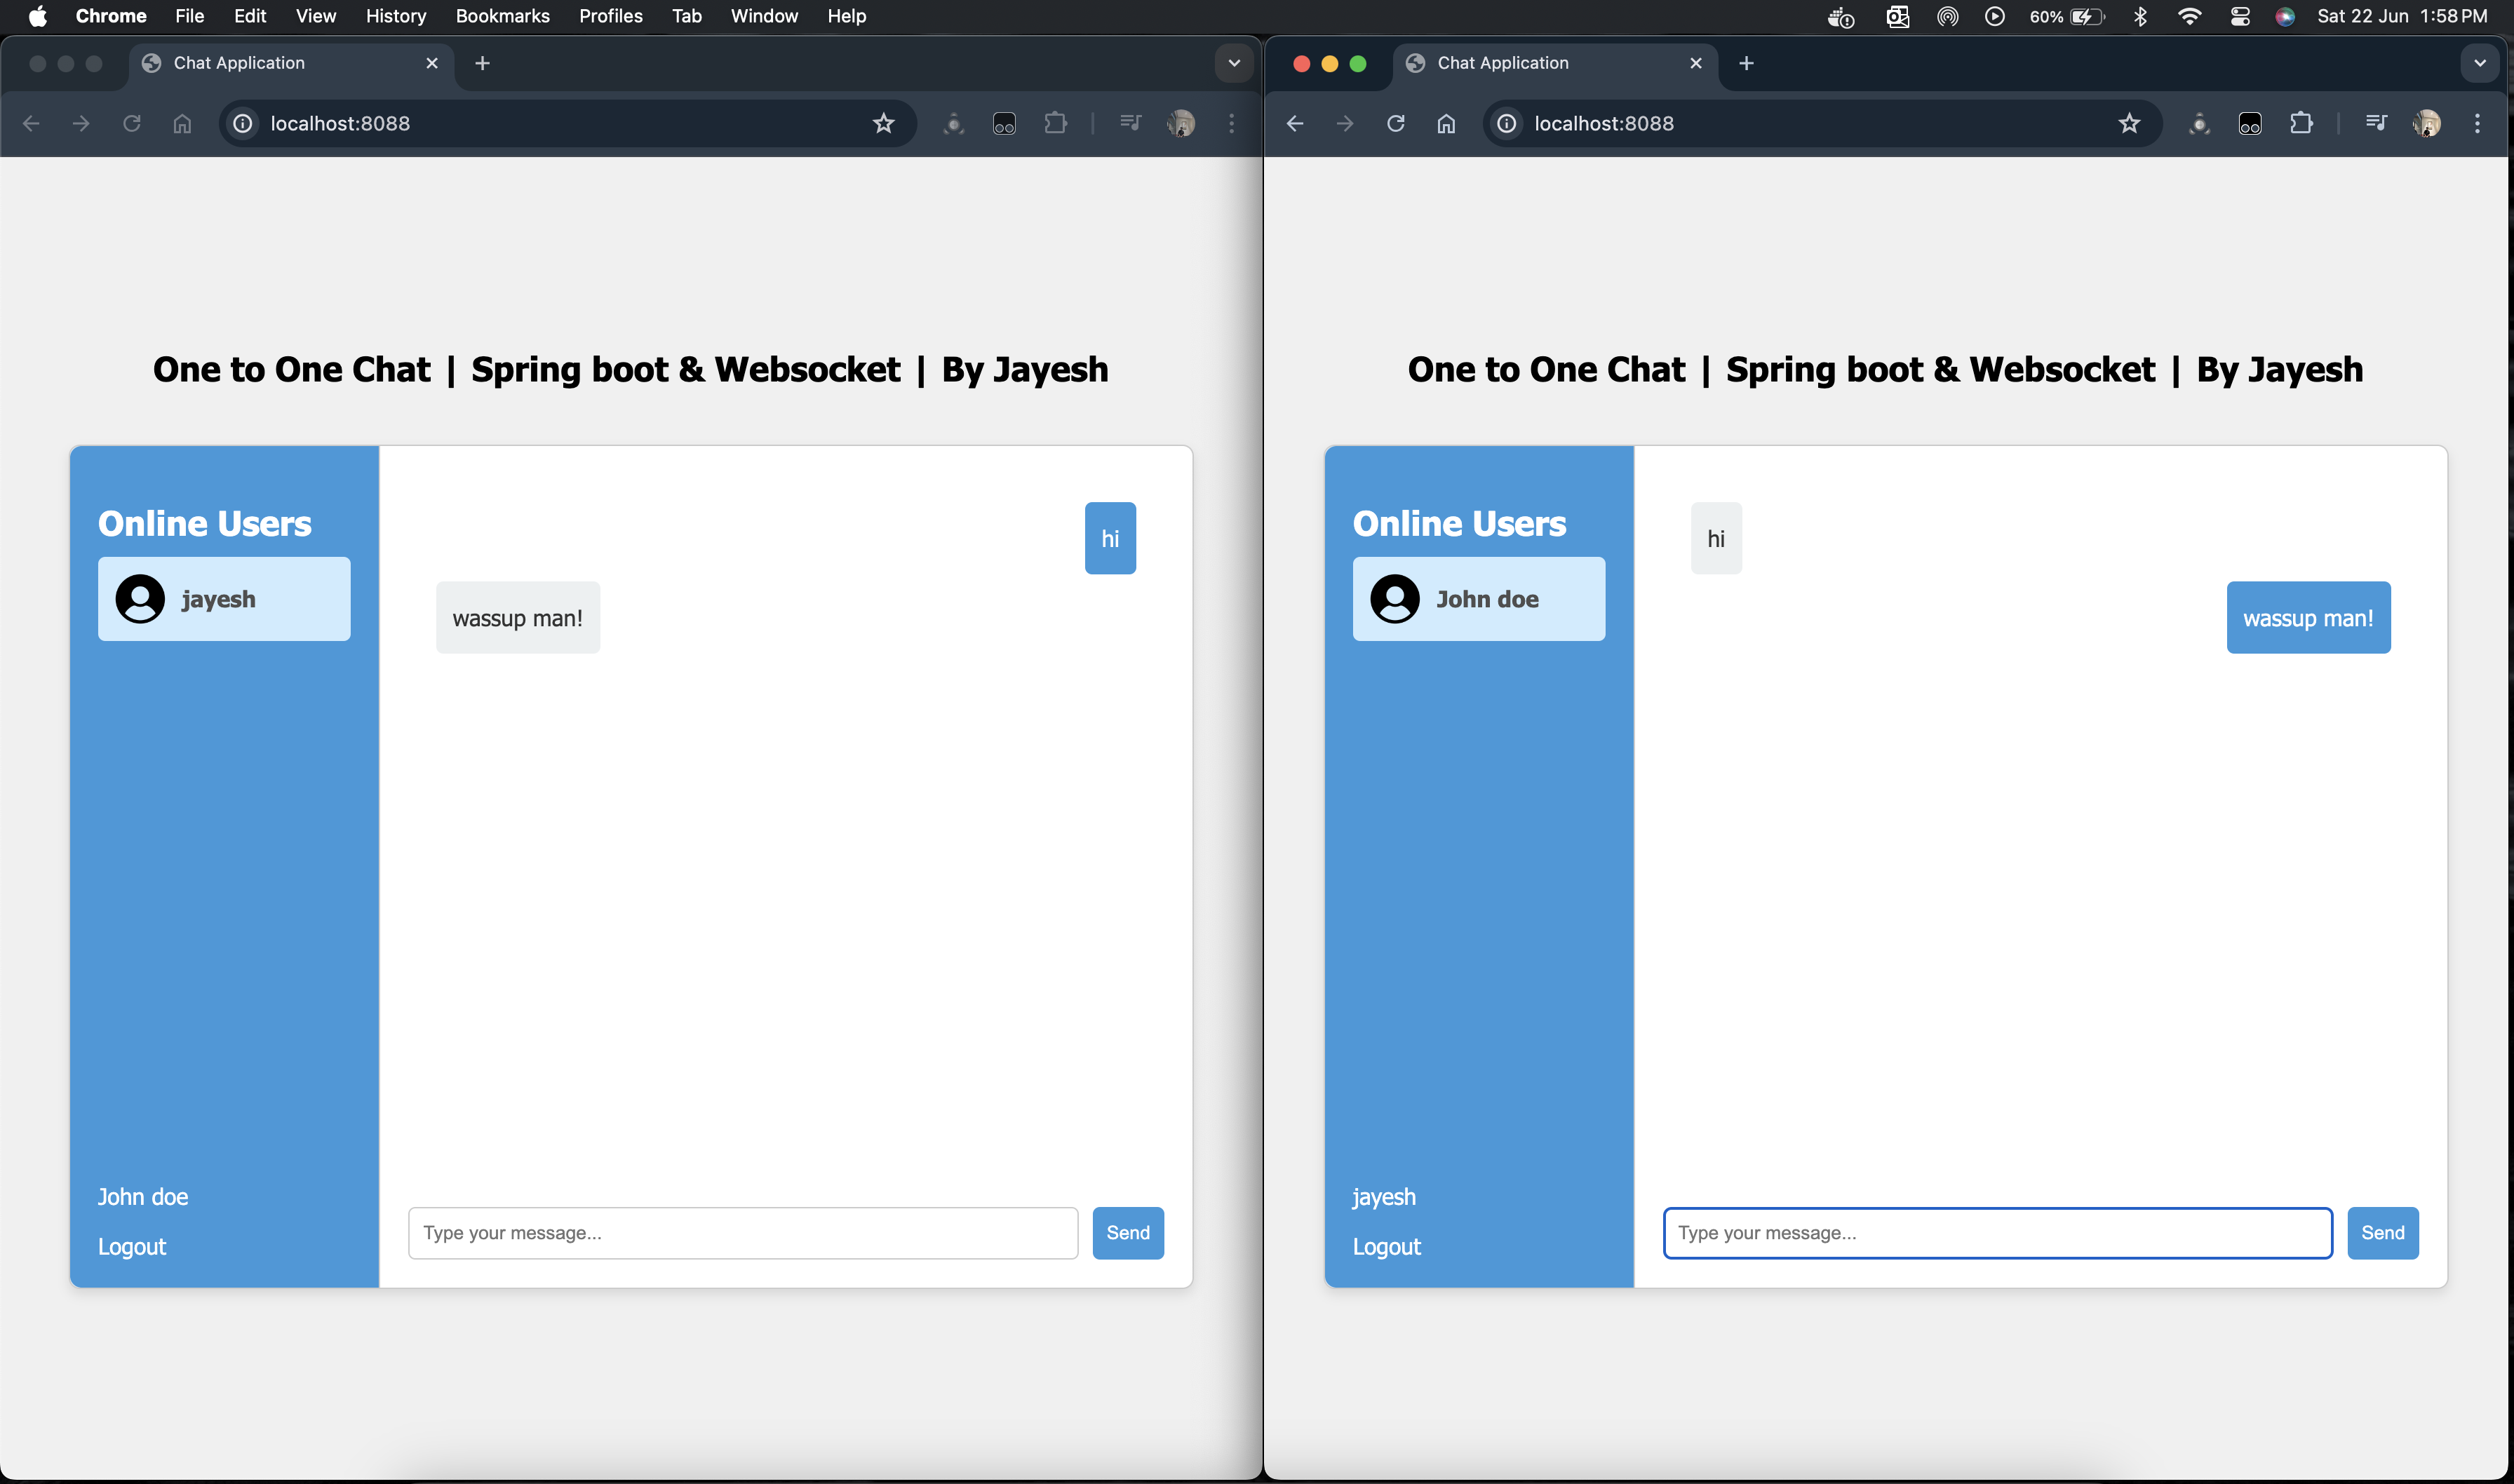 Chrome File Edit View History Bookmarks Profiles Tab Window Help 60% Sat 22 Jun 1:58 PM
Chat Application
localhost:8088
One to One Chat | Spring boot & Websocket | By Jayesh
Online Users
jayesh
hi
wassup man!
John doe
Logout
Type your message...
Send
Chat Application
localhost:8088
One to One Chat | Spring boot & Websocket | By Jayesh
Online Users
John doe
hi
wassup man!
jayesh
Logout
Type your message...
Send